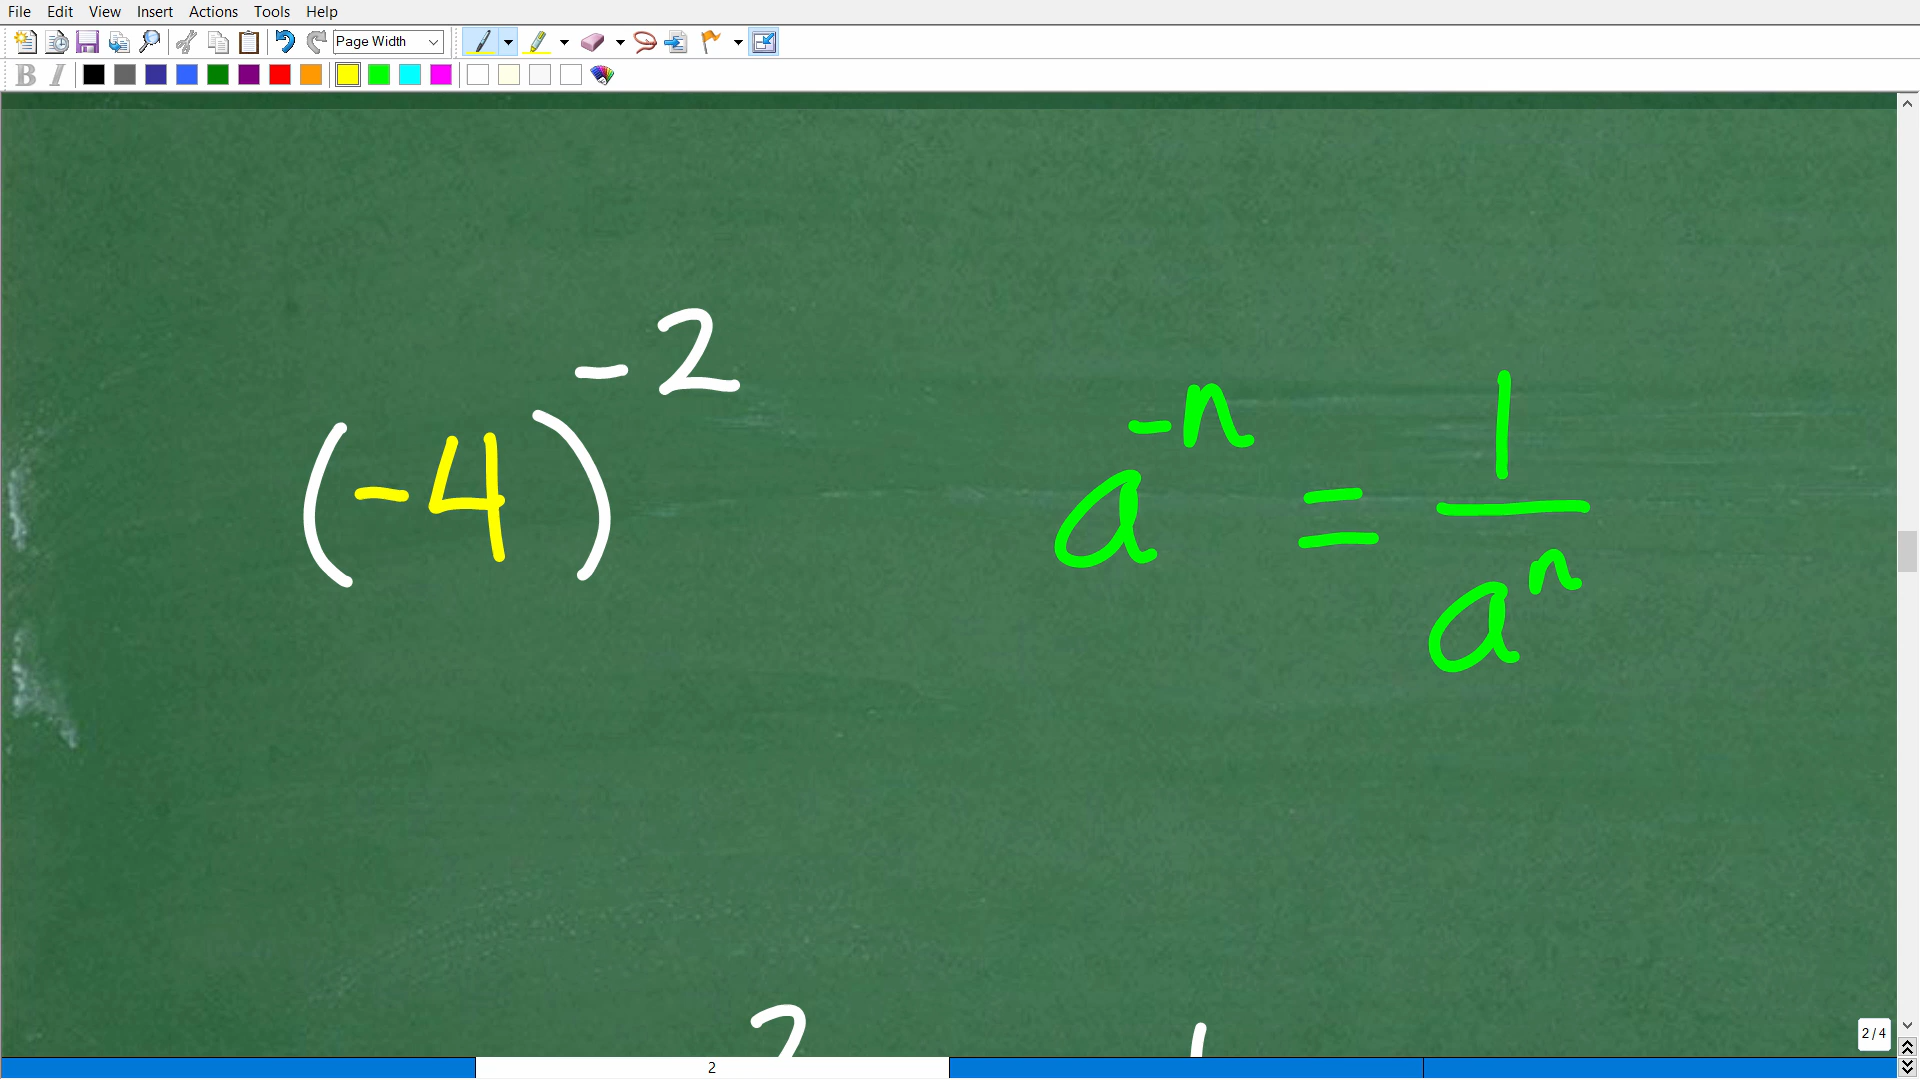 File Edit View Insert Actions Tools Help
Page Width
B I
(-4)^-2
a^-n = 1/a^n
2 / 4
2